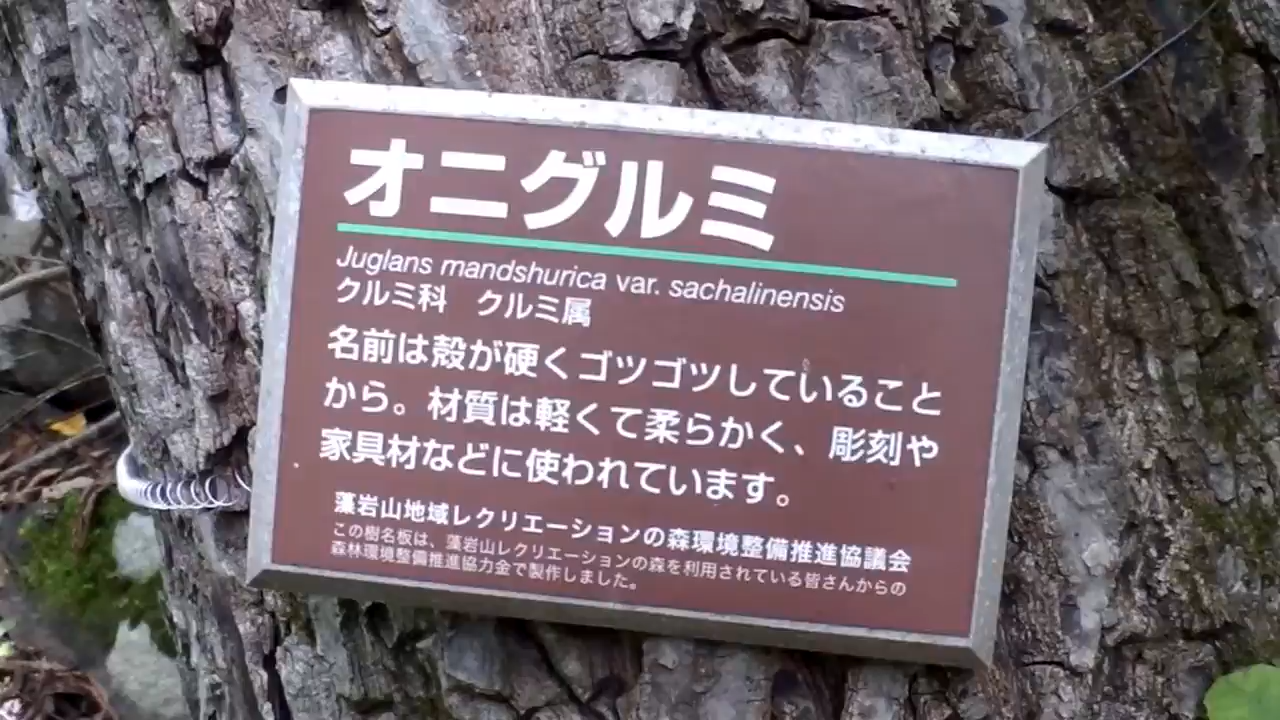 オニグルミ
Juglans mandshurica var. sachalinensis
クルミ科　クルミ属
名前は殻が硬くゴツゴツしていること
から。材質は軽くて柔らかく、彫刻や
家具材などに使われています。
藻岩山地域レクリエーションの森環境整備推進協議会
この樹名板は、藻岩山レクリエーションの森を利用されている皆さんからの
森林環境整備推進協力金で製作しました。